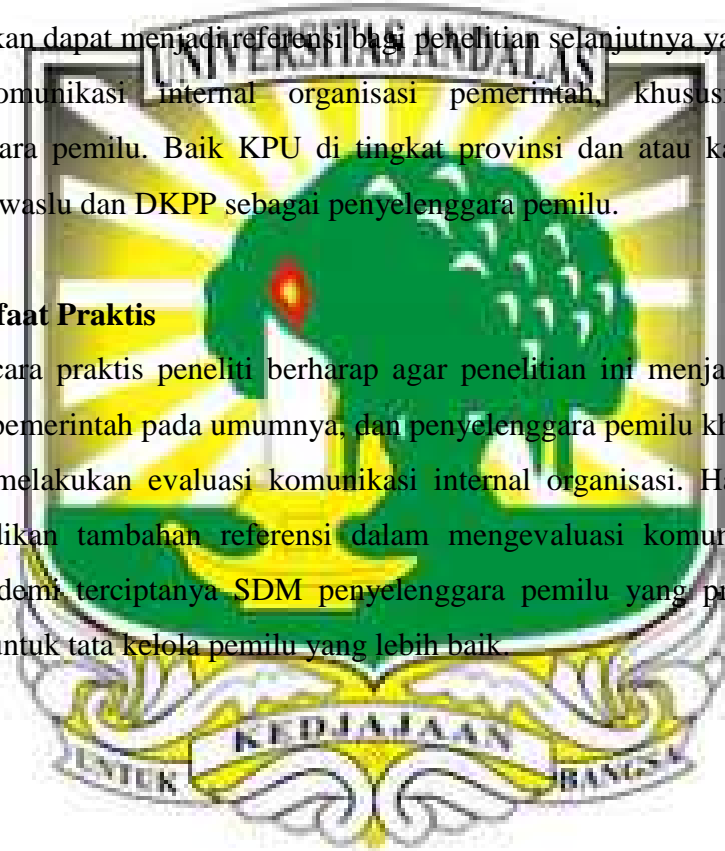 UNIVERSITAS ANDALAS
kan dapat menjadi referensi bagi penelitian selanjutnya ya
omunikasi internal organisasi pemerintah, khusus
ara pemilu. Baik KPU di tingkat provinsi dan atau ka
waslu dan DKPP sebagai penyelenggara pemilu.
faat Praktis
cara praktis peneliti berharap agar penelitian ini menja
pemerintah pada umumnya, dan penyelenggara pemilu kh
melakukan evaluasi komunikasi internal organisasi. Ha
dikan tambahan referensi dalam mengevaluasi komun
demi terciptanya SDM penyelenggara pemilu yang pr
untuk tata kelola pemilu yang lebih baik.
KEDJAJAAN
UNTUK BANGSA